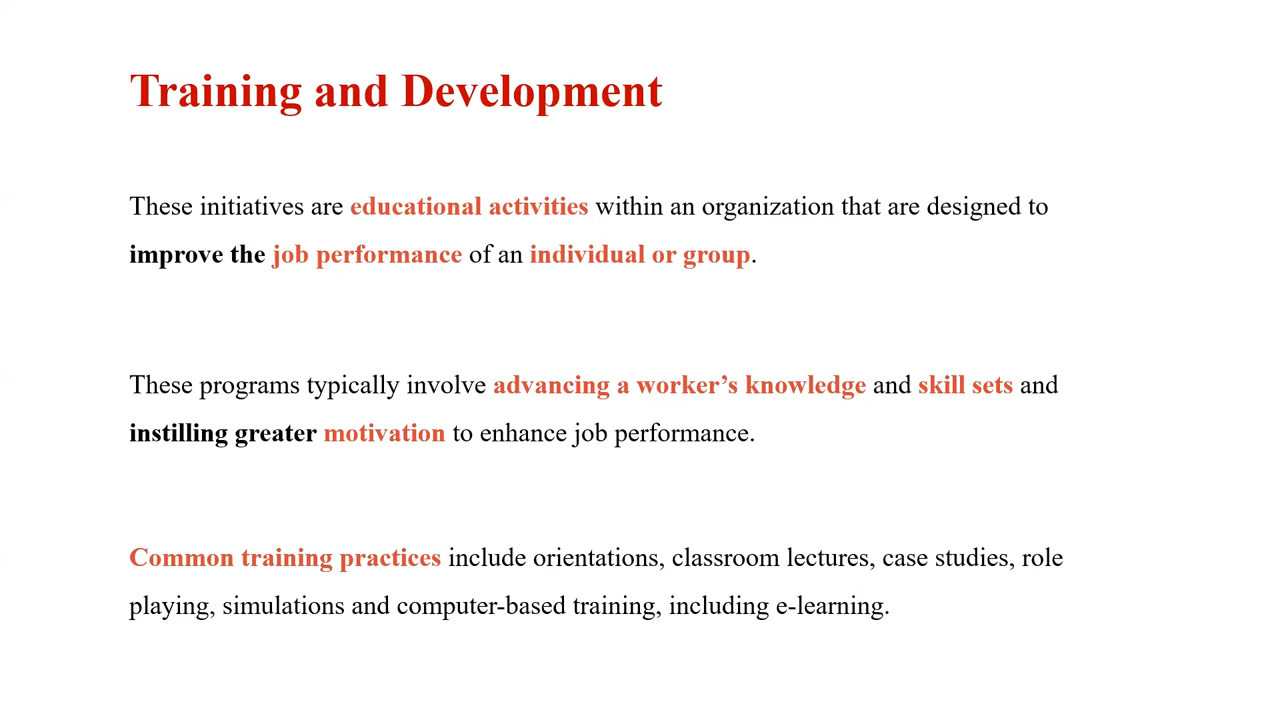 Training and Development
These initiatives are educational activities within an organization that are designed to
improve the job performance of an individual or group.
These programs typically involve advancing a worker’s knowledge and skill sets and
instilling greater motivation to enhance job performance.
Common training practices include orientations, classroom lectures, case studies, role
playing, simulations and computer-based training, including e-learning.